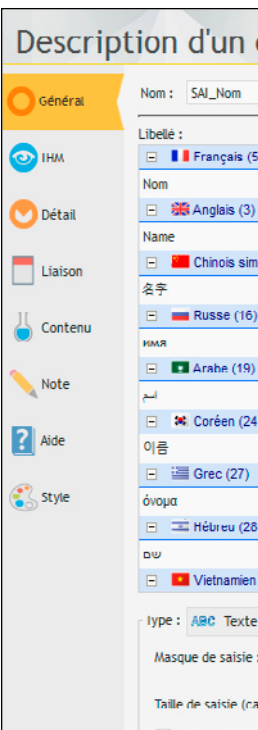 Description d'un
Général
IHM
Détail
Liaison
Contenu
Note
Aide
Style
Nom : SAI_Nom
Libellé :
Français (5
Nom
Anglais (3)
Name
Chinois sim
名字
Russe (16)
имя
Arabe (19)
اسم
Coréen (24
이름
Grec (27)
όνομα
Hébreu (28
שם
Vietnamien
Type : ABC Texte
Masque de saisie :
Taille de saisie (ca